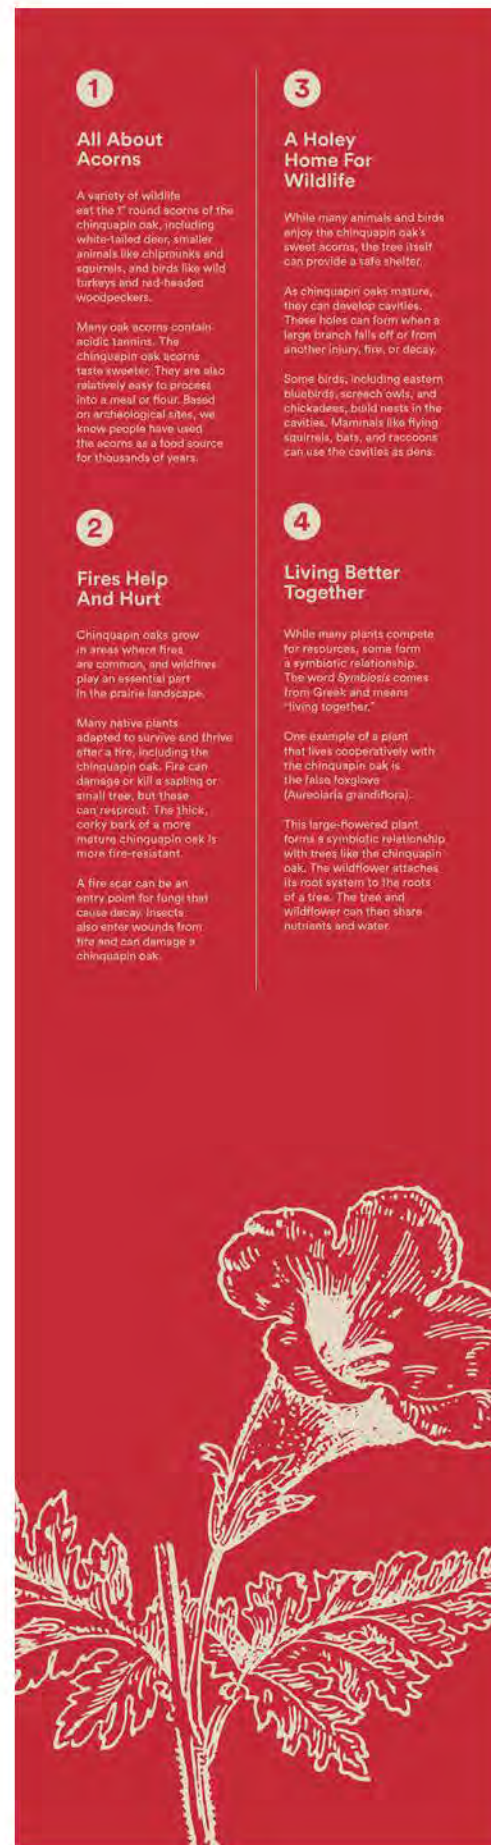 1
All About
Acorns
A variety of wildlife
eat the 1" round acorns of the
chinquapin oak, including
white-tailed deer, smaller
animals like chipmunks and
squirrels, and birds like wild
turkeys and red-headed
woodpeckers.
Many oak acorns contain
acidic tannins. The
chinquapin oak acorns
taste sweeter. They are also
relatively easy to process
into a meal or flour. Based
on archeological sites, we
know people have used
the acorns as a food source
for thousands of years.
2
Fires Help
And Hurt
Chinquapin oaks grow
in areas where fires
are common, and wildfires
play an essential part
in the prairie landscape.
Many native plants
adapted to survive and thrive
after a fire, including the
chinquapin oak. Fire can
damage or kill a sapling or
small tree, but these
can resprout. The thick,
corky bark of a more
mature chinquapin oak is
more fire-resistant.
A fire scar can be an
entry point for fungi that
cause decay. Insects
also enter wounds from
fire and can damage a
chinquapin oak.
3
A Holey
Home For
Wildlife
While many animals and birds
enjoy the chinquapin oak's
sweet acorns, the tree itself
can provide a safe shelter.
As chinquapin oaks mature,
they can develop cavities.
These holes can form when a
large branch falls off or from
another injury, fire, or decay.
Some birds, including eastern
bluebirds, screech owls, and
chickadees, build nests in the
cavities. Mammals like flying
squirrels, bats, and raccoons
can use the cavities as dens.
4
Living Better
Together
While many plants compete
for resources, some form
a symbiotic relationship.
The word Symbiosis comes
from Greek and means
"living together."
One example of a plant
that lives cooperatively with
the chinquapin oak is
the false foxglove
(Aureolaria grandiflora).
This large-flowered plant
forms a symbiotic relationship
with trees like the chinquapin
oak. The wildflower attaches
its root system to the roots
of a tree. The tree and
wildflower can then share
nutrients and water.